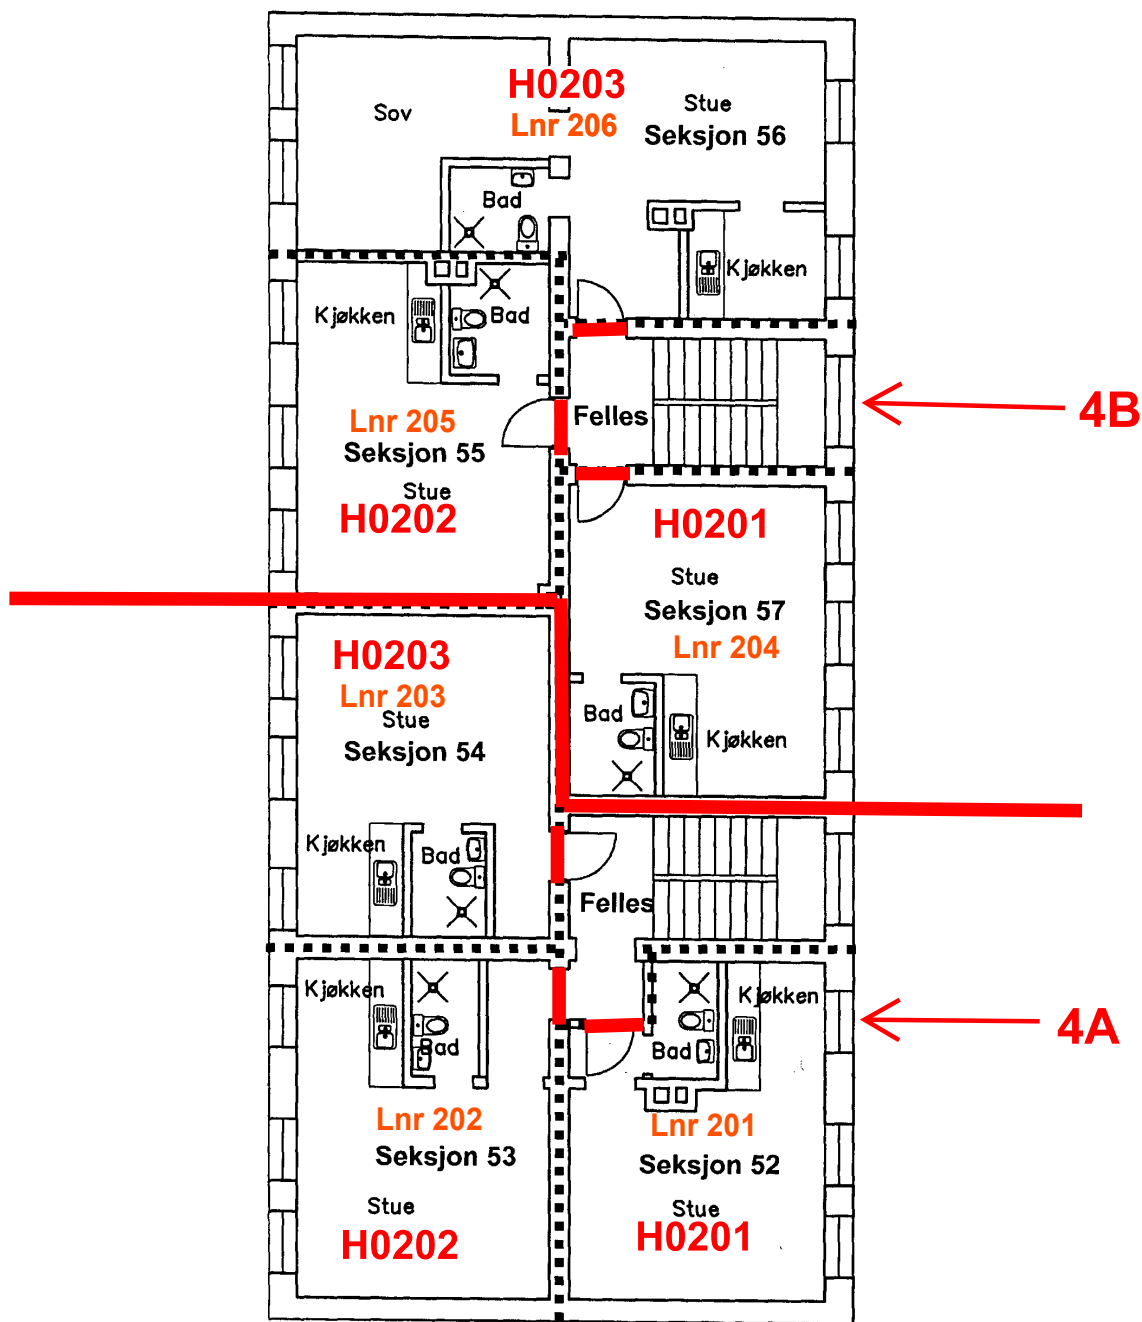 H0203
Sov
Stue
Lnr 206
Seksjon 56
Bad
Kjøkken
Kjøkken
Bad
Lnr 205
Felles
4B
Seksjon 55
Stue
H0202
H0201
Stue
Seksjon 57
H0203
Lnr 204
Lnr 203
Stue
Bad
Seksjon 54
Kjøkken
Kjøkken
Bad
Felles
Kjøkken
Kjøkken
4A
Bad
Bad
Lnr 202
Lnr 201
Seksjon 53
Seksjon 52
Stue
Stue
H0202
H0201